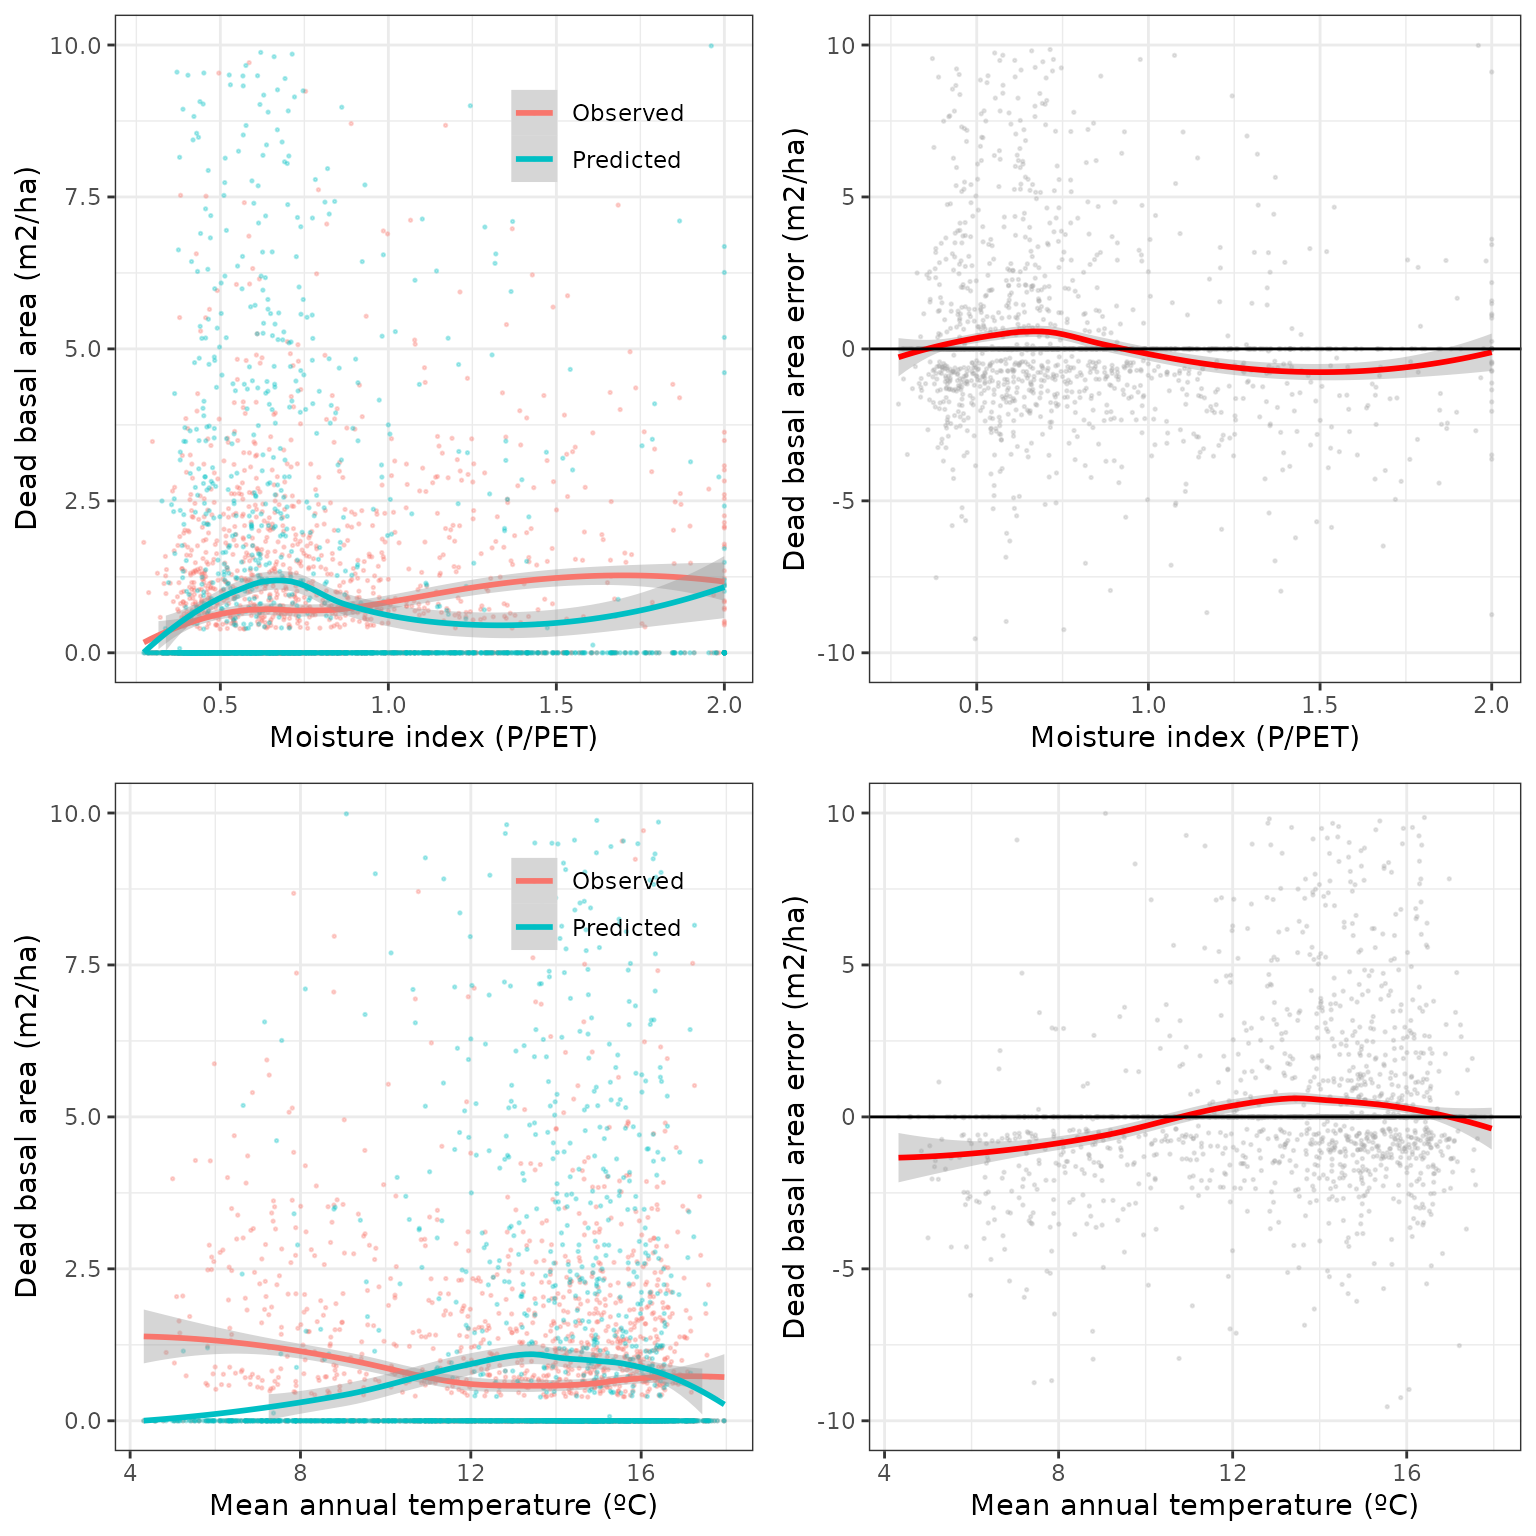 Dead basal area (m2/ha)
10.0
7.5
5.0
2.5
0.0
Observed
Predicted
0.5 1.0 1.5 2.0
Moisture index (P/PET)
Dead basal area error (m2/ha)
10
5
0
-5
-10
0.5 1.0 1.5 2.0
Moisture index (P/PET)
Dead basal area (m2/ha)
10.0
7.5
5.0
2.5
0.0
Observed
Predicted
4 8 12 16
Mean annual temperature (ºC)
Dead basal area error (m2/ha)
10
5
0
-5
-10
4 8 12 16
Mean annual temperature (ºC)